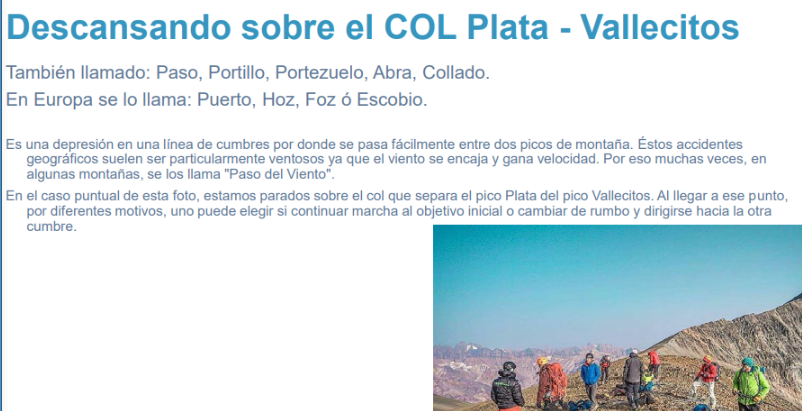 Descansando sobre el COL Plata - Vallecitos
También llamado: Paso, Portillo, Portezuelo, Abra, Collado.
En Europa se lo llama: Puerto, Hoz, Foz ó Escobio.
Es una depresión en una línea de cumbres por donde se pasa fácilmente entre dos picos de montaña. Éstos accidentes
geográficos suelen ser particularmente ventosos ya que el viento se encaja y gana velocidad. Por eso muchas veces, en
algunas montañas, se los llama "Paso del Viento".
En el caso puntual de esta foto, estamos parados sobre el col que separa el pico Plata del pico Vallecitos. Al llegar a ese punto,
por diferentes motivos, uno puede elegir si continuar marcha al objetivo inicial o cambiar de rumbo y dirigirse hacia la otra
cumbre.